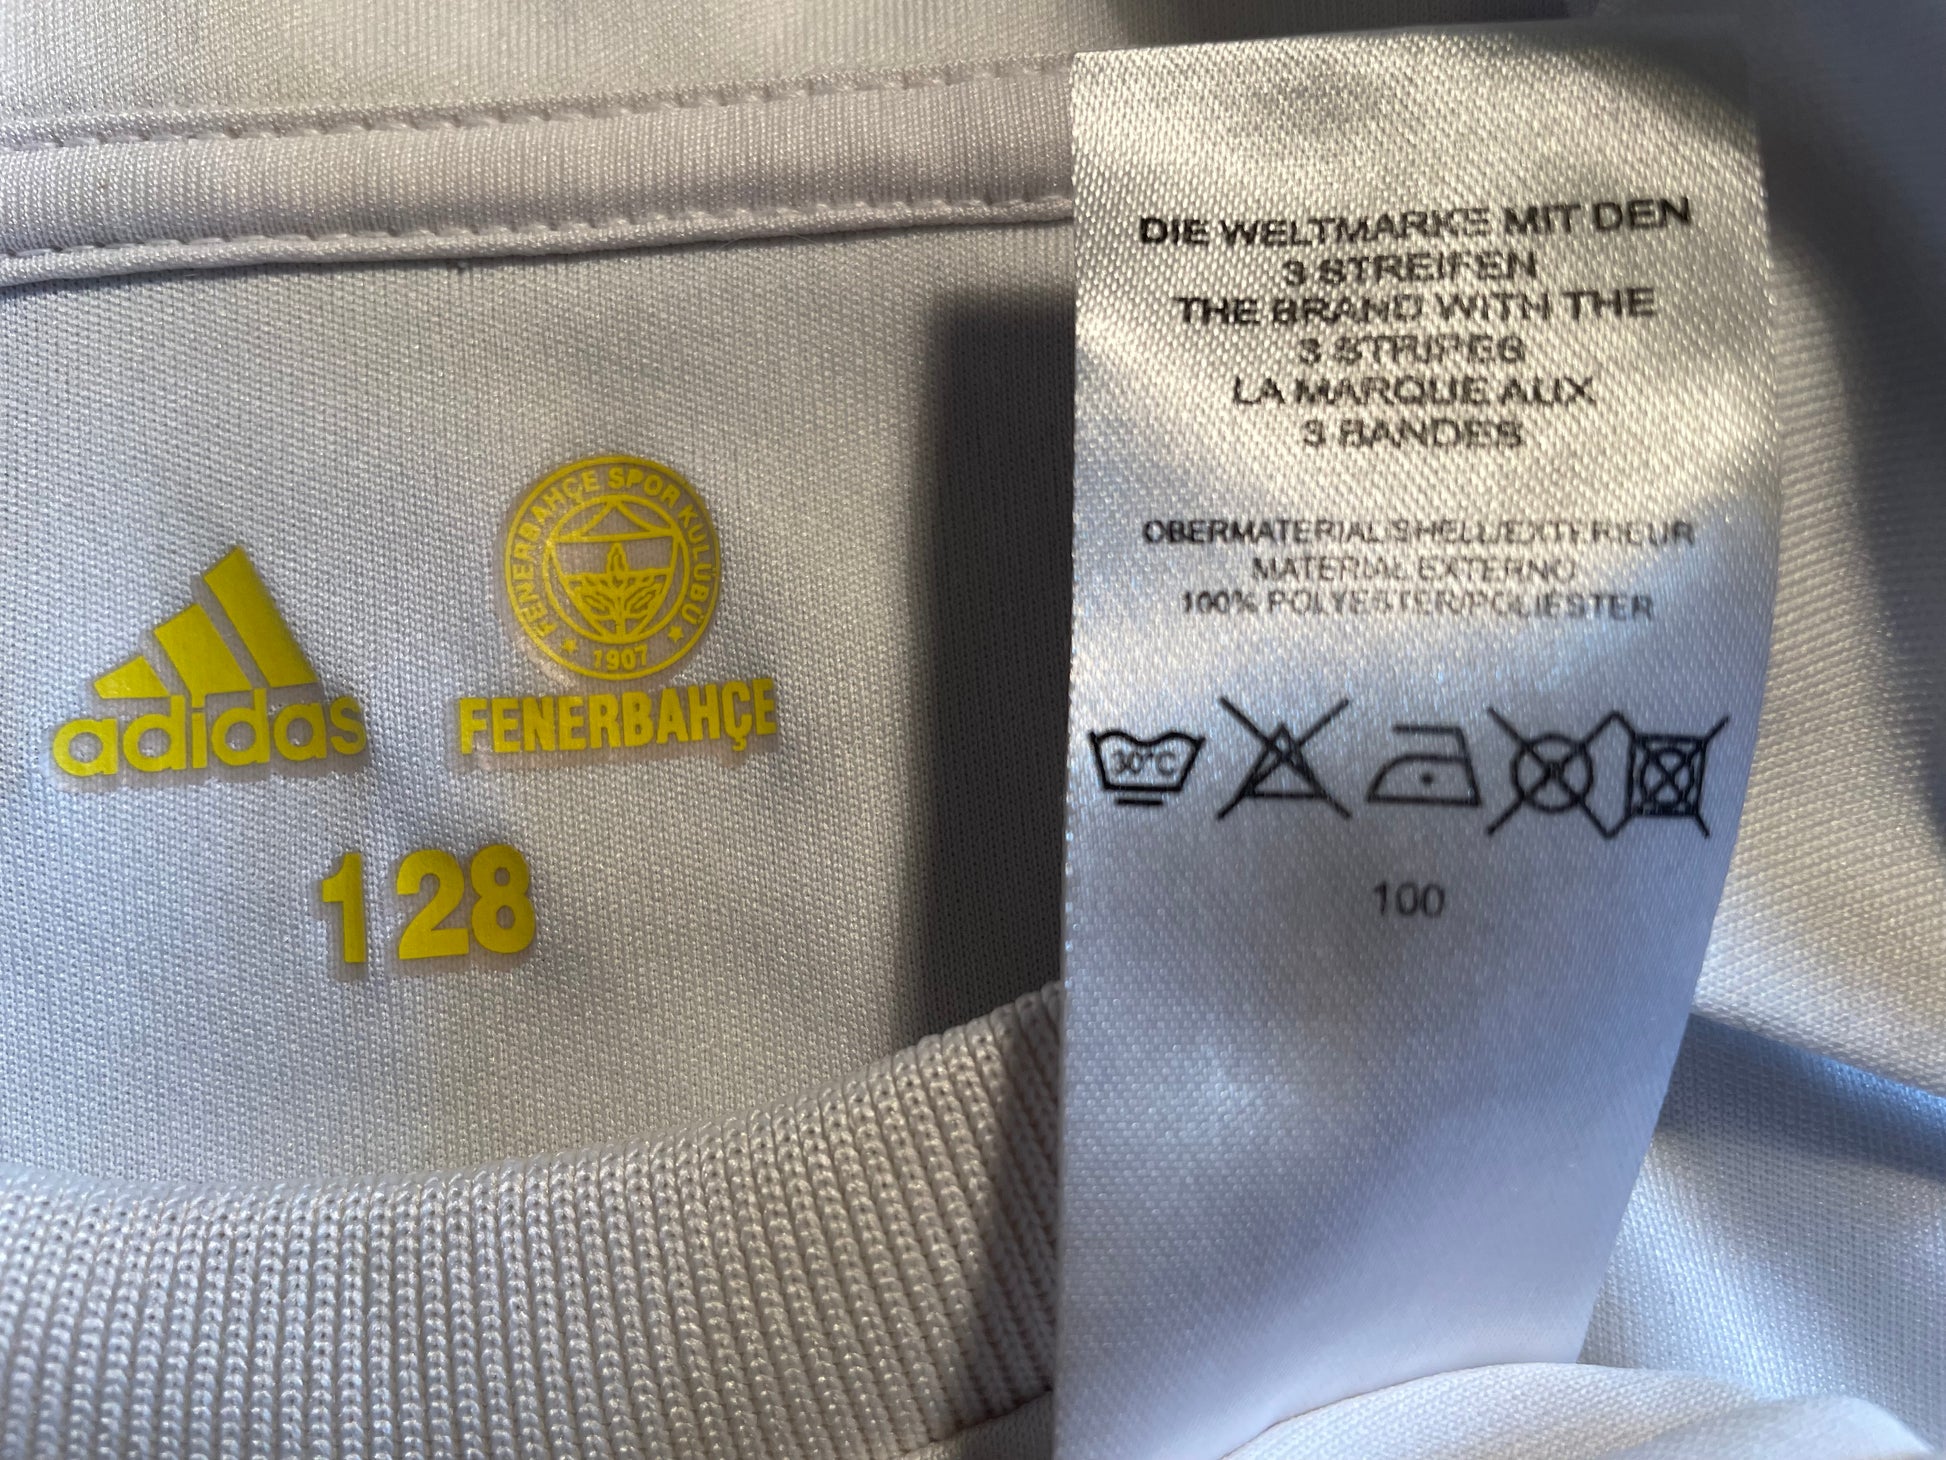 adidas
FENERBAHÇE SPOR KULÜBÜ
1907
FENERBAHÇE
128
DIE WELTMARKE MIT DEN
3 STREIFEN
THE BRAND WITH THE
3 STRIPES
LA MARQUE AUX
3 BANDES
OBERMATERIAL/SHELL/EXTERIEUR
MATERIAL EXTERNO
100% POLYESTER/POLIESTER
30°C
100